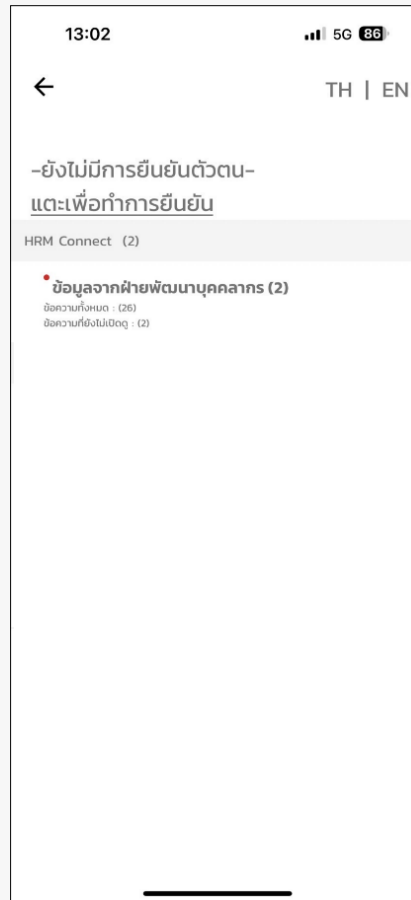 13:02 5G 86
TH | EN
-ยังไม่มีการยืนยันตัวตน-
แตะเพื่อทำการยืนยัน
HRM Connect (2)
ข้อมูลจากฝ่ายพัฒนาบุคคลากร (2)
ข้อความทั้งหมด : (26)
ข้อความที่ยังไม่เปิดดู : (2)